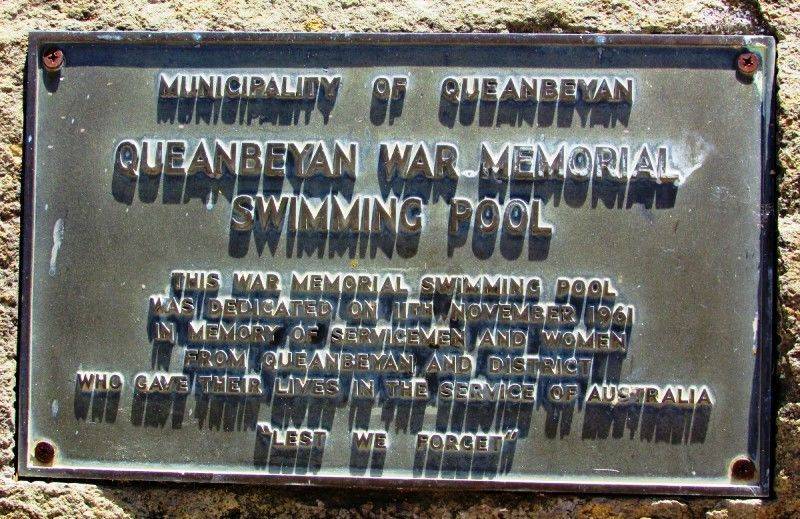 MUNICIPALITY OF QUEANBEYAN
QUEANBEYAN WAR MEMORIAL
SWIMMING POOL
THIS WAR MEMORIAL SWIMMING POOL
WAS DEDICATED ON 11TH NOVEMBER 1961
IN MEMORY OF SERVICEMEN AND WOMEN
FROM QUEANBEYAN AND DISTRICT
WHO GAVE THEIR LIVES IN THE SERVICE OF AUSTRALIA
"LEST WE FORGET"